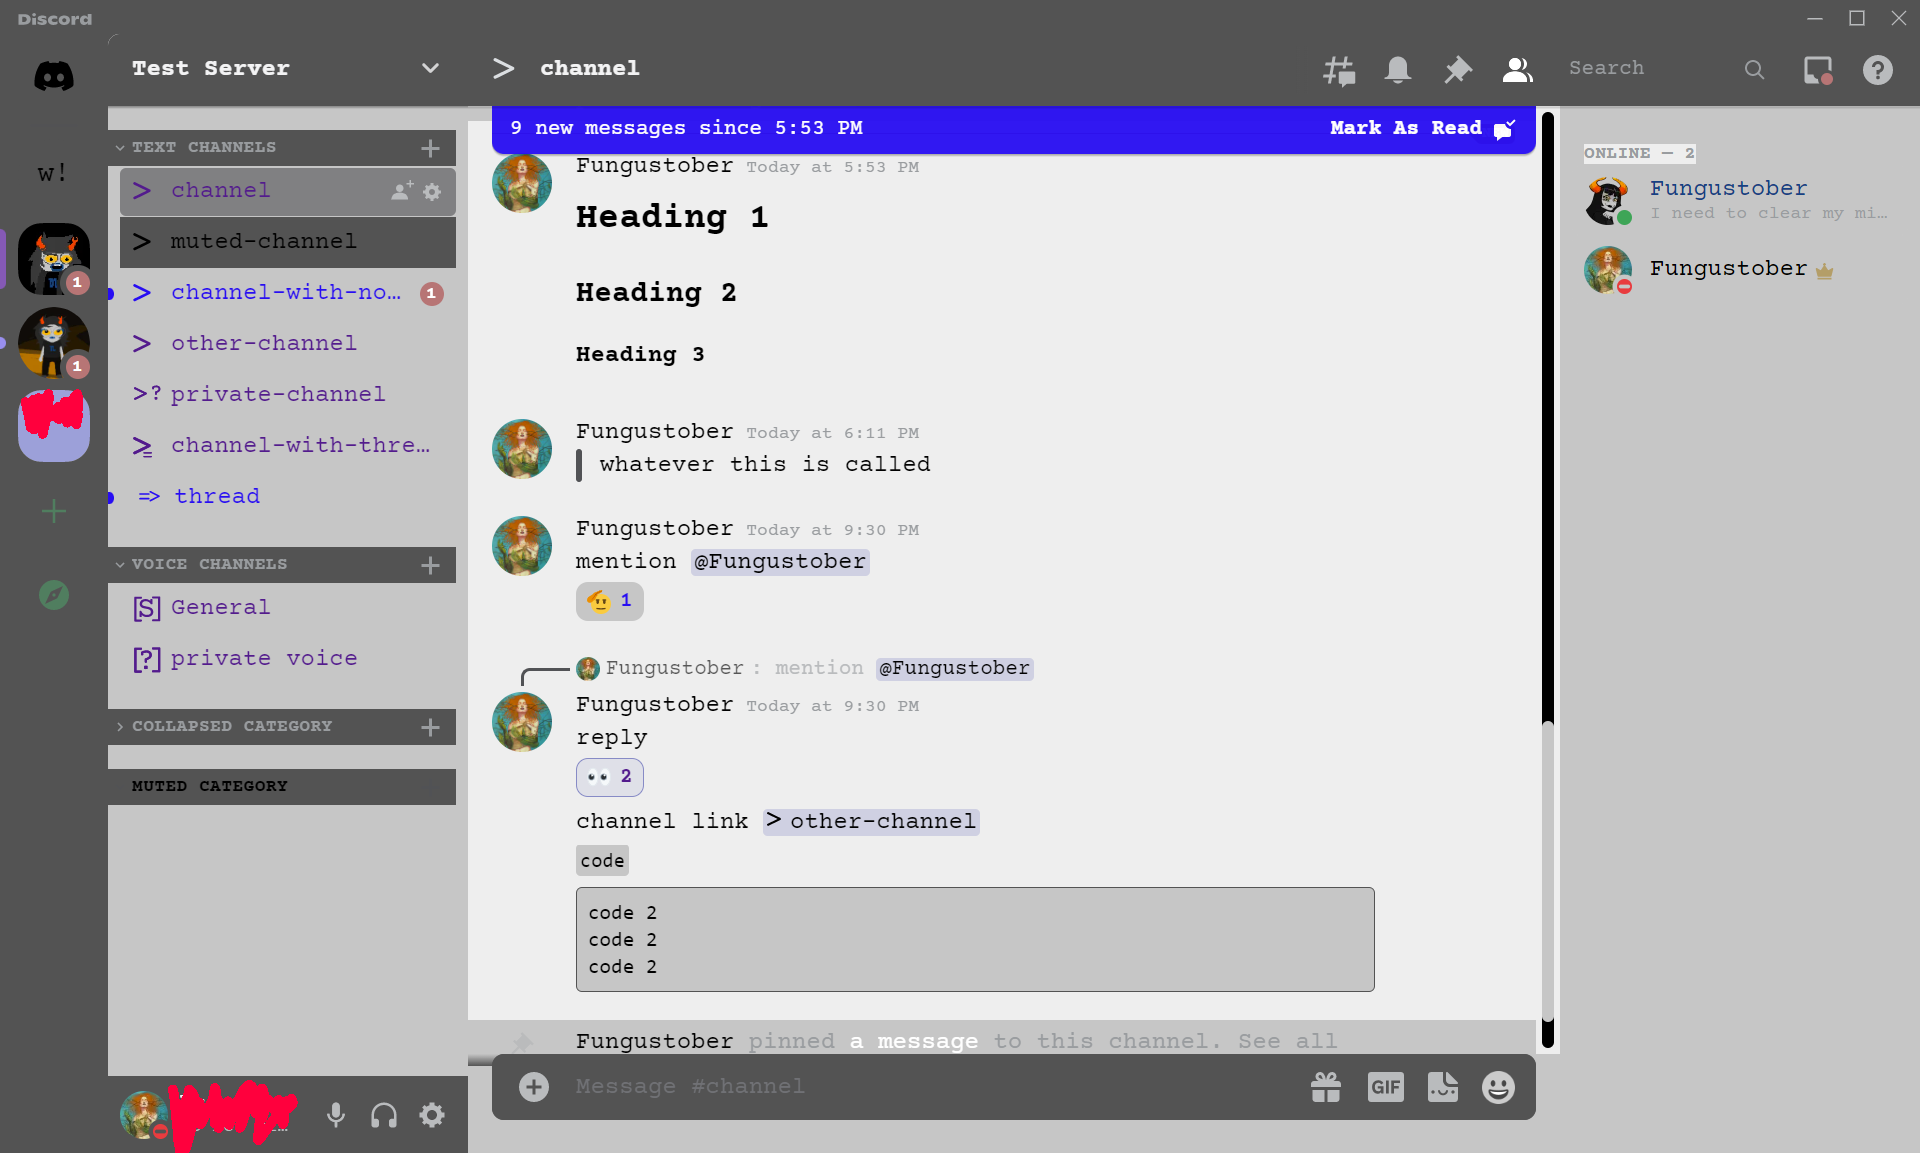 Discord
Test Server
> channel
Search
w!
1
1
TEXT CHANNELS
> channel
> muted-channel
> channel-with-no… 1
> other-channel
>? private-channel
channel-with-thre…
=> thread
VOICE CHANNELS
[S] General
[?] private voice
COLLAPSED CATEGORY
MUTED CATEGORY
9 new messages since 5:53 PM
Mark As Read
Fungustober Today at 5:53 PM
Heading 1
Heading 2
Heading 3
Fungustober Today at 6:11 PM
whatever this is called
Fungustober Today at 9:30 PM
mention @Fungustober
1
Fungustober: mention @Fungustober
Fungustober Today at 9:30 PM
reply
2
channel link > other-channel
code
code 2
code 2
code 2
Fungustober pinned a message to this channel. See all
Message #channel
GIF
ONLINE — 2
Fungustober
I need to clear my mi…
Fungustober